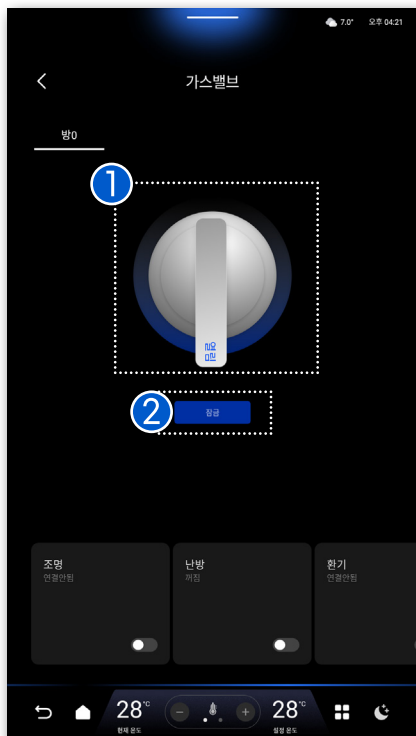 7.0° 오후 04:21
가스밸브
방0
1
열림
2
잠금
조명
연결안됨
난방
꺼짐
환기
연결안됨
28°C
현재 온도
28°C
설정 온도